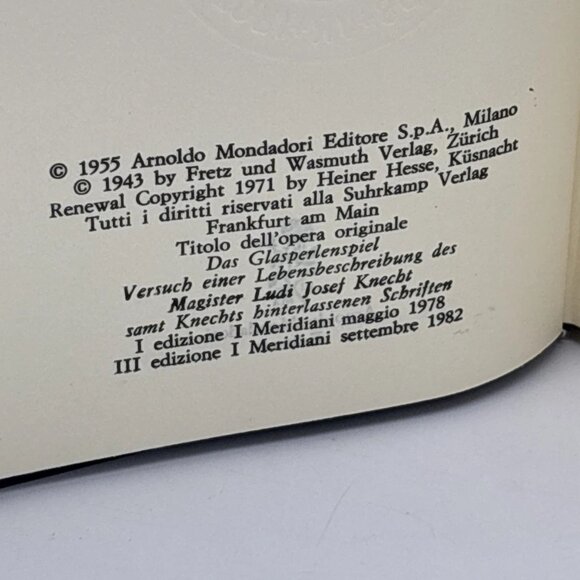 © 1955 Arnoldo Mondadori Editore S.p.A., Milano
© 1943 by Fretz und Wasmuth Verlag, Zürich
Renewal Copyright 1971 by Heiner Hesse, Küsnacht
Tutti i diritti riservati alla Suhrkamp Verlag
Frankfurt am Main
Titolo dell'opera originale
Das Glasperlenspiel
Versuch einer Lebensbeschreibung des
Magister Ludi Josef Knecht
samt Knechts hinterlassenen Schriften
I edizione I Meridiani maggio 1978
III edizione I Meridiani settembre 1982